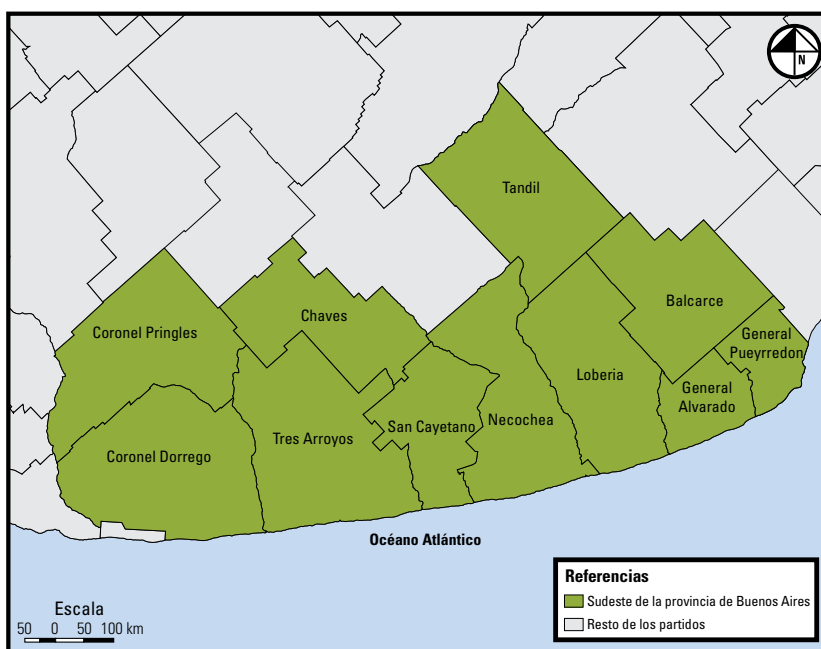 N
Tandil
Balcarce
Chaves
Coronel Pringles
General
Pueyrredon
Loberia
General
Alvarado
San Cayetano
Necochea
Tres Arroyos
Coronel Dorrego
Océano Atlántico
Referencias
Sudeste de la provincia de Buenos Aires
Resto de los partidos
Escala
50 0 50 100 km